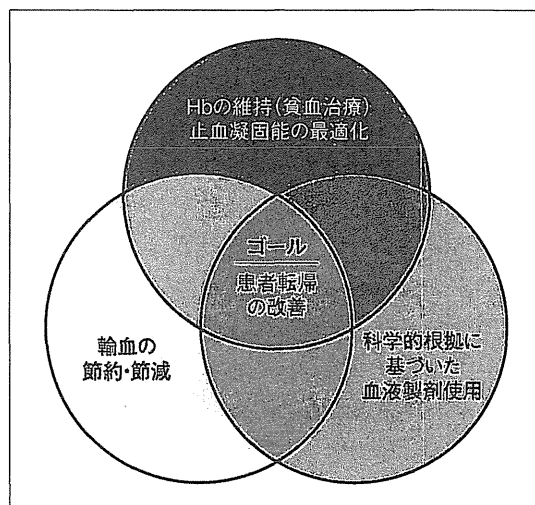 Hbの維持(貧血治療)
止血凝固能の最適化
ゴール
患者転帰
の改善
輸血の
節約・節減
科学的根拠に
基づいた
血液製剤使用